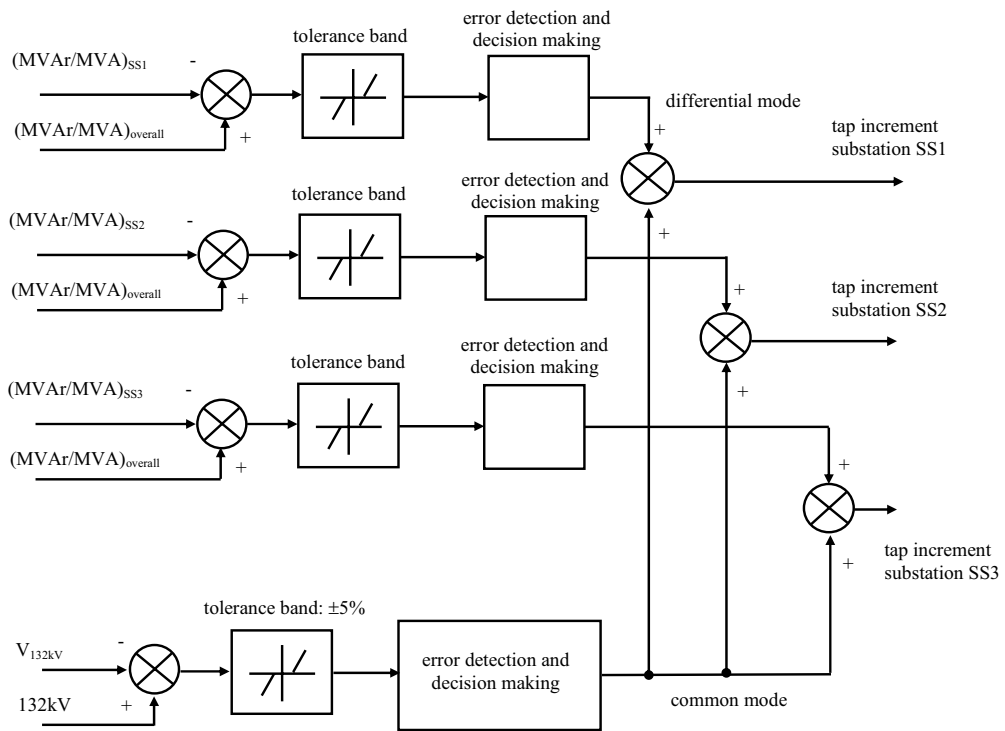 error detection and
decision making
tolerance band
(MVAr/MVA)SS1
-
differential mode
(MVAr/MVA)overall
+
+
tap increment
substation SS1
error detection and
decision making
tolerance band
(MVAr/MVA)SS2
-
+
(MVAr/MVA)overall
+
+
tap increment
substation SS2
error detection and
decision making
tolerance band
(MVAr/MVA)SS3
-
+
(MVAr/MVA)overall
+
+
tap increment
substation SS3
+
tolerance band: ±5%
V132kV
-
error detection and
decision making
132kV
+
common mode